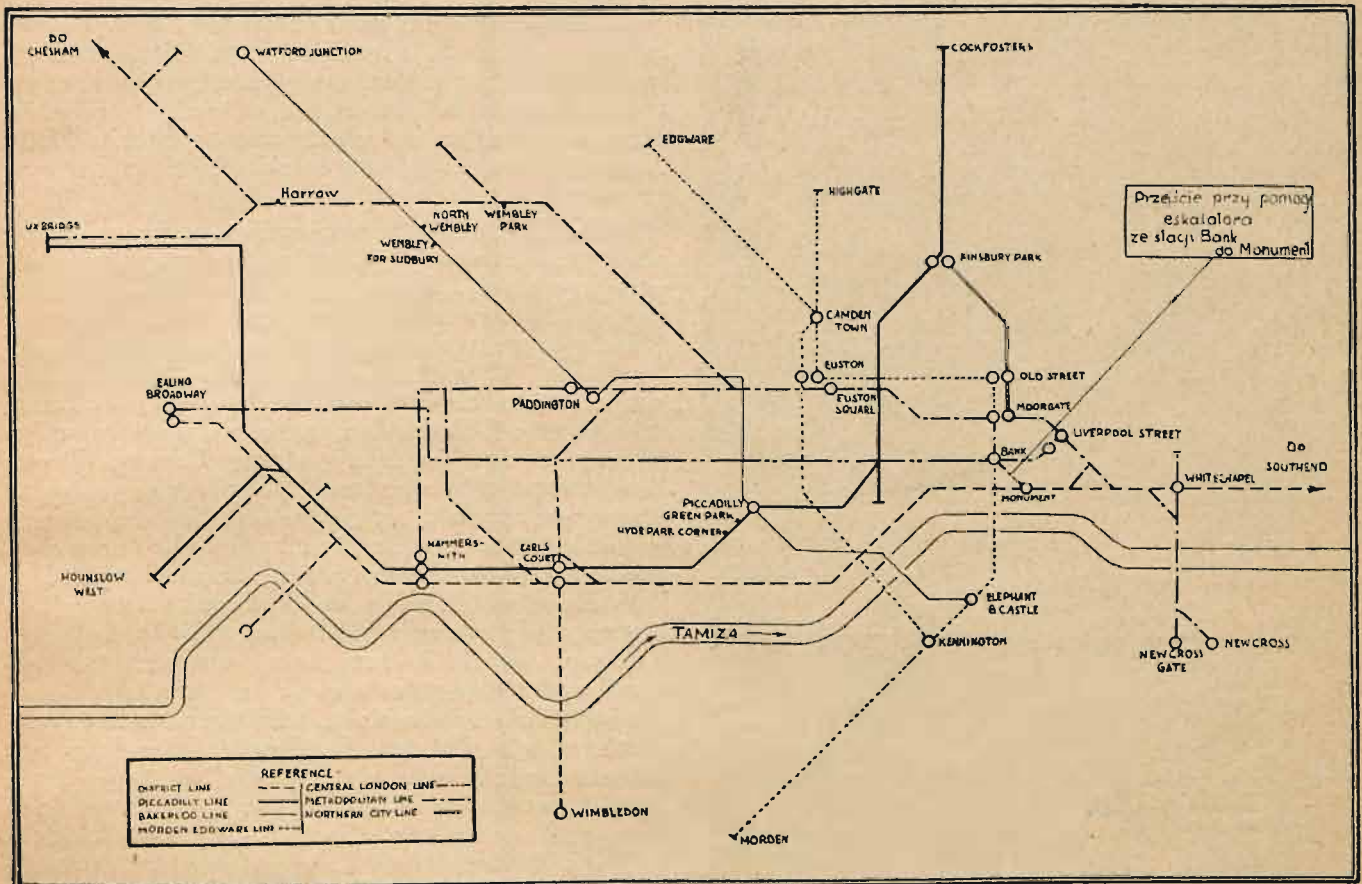 DO
CHESHAM
WATFORD JUNCTION
COCKFOSTERS
EDGWARE
HIGHGATE
Harrow
UXBRIDGE
NORTH
WEMBLEY
WEMBLEY
PARK
WEMBLEY
FOR SUDBURY
Przejście przy pomocy
eskalatora
ze stacji Bank
do Monument
FINSBURY PARK
CAMDEN
TOWN
EALING
BROADWAY
PADDINGTON
EUSTON
EUSTON
SQUARE
OLD STREET
MOORGATE
LIVERPOOL STREET
BANK
DO
SOUTHEND
WHITECHAPEL
MONUMENT
PICCADILLY
GREEN PARK
HYDE PARK CORNER
HAMMERS-
MITH
EARLS
COURT
HOUNSLOW
WEST
ELEPHANT
& CASTLE
TAMIZA
KENNINGTON
NEW CROSS
GATE
NEW CROSS
REFERENCE
DISTRICT LINE
CENTRAL LONDON LINE
PICCADILLY LINE
METROPOLITAN LINE
BAKERLOO LINE
NORTHERN CITY LINE
MORDEN EDGWARE LINE
WIMBLEDON
MORDEN